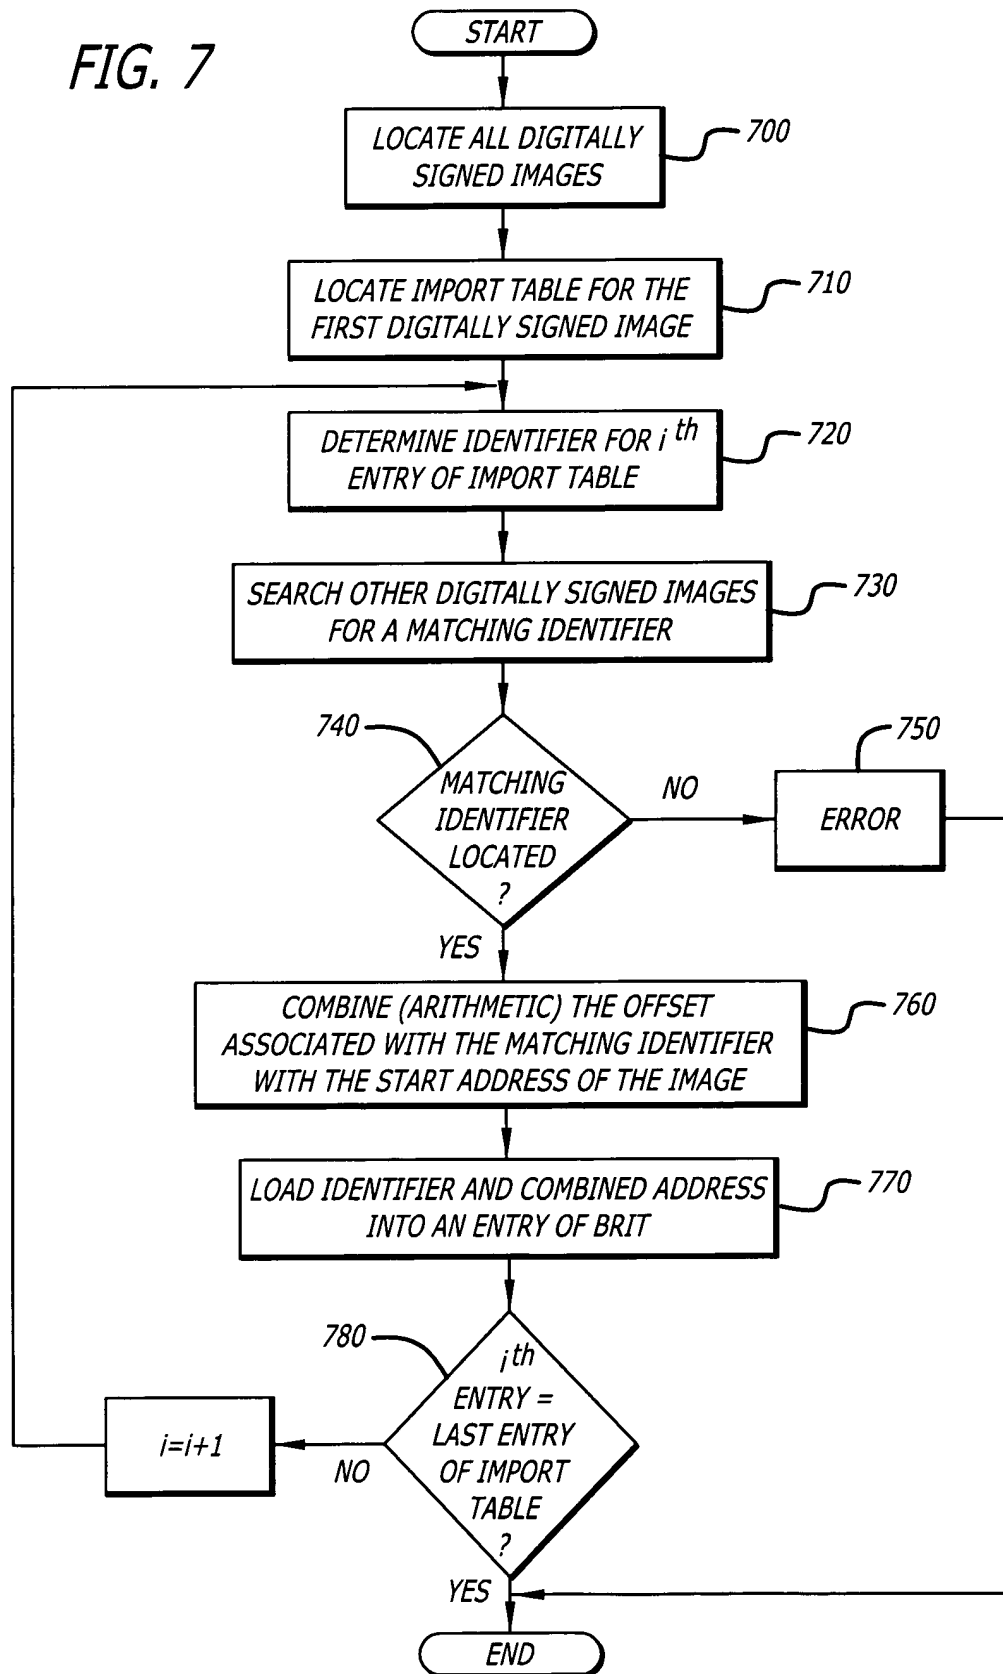 FIG. 7
START
LOCATE ALL DIGITALLY
SIGNED IMAGES
700
LOCATE IMPORT TABLE FOR THE
FIRST DIGITALLY SIGNED IMAGE
710
DETERMINE IDENTIFIER FOR i th
ENTRY OF IMPORT TABLE
720
SEARCH OTHER DIGITALLY SIGNED IMAGES
FOR A MATCHING IDENTIFIER
730
740
MATCHING
IDENTIFIER
LOCATED
?
NO
750
ERROR
YES
COMBINE (ARITHMETIC) THE OFFSET
ASSOCIATED WITH THE MATCHING IDENTIFIER
WITH THE START ADDRESS OF THE IMAGE
760
LOAD IDENTIFIER AND COMBINED ADDRESS
INTO AN ENTRY OF BRIT
770
780
i th
ENTRY =
LAST ENTRY
OF IMPORT
TABLE
?
NO
i=i+1
YES
END